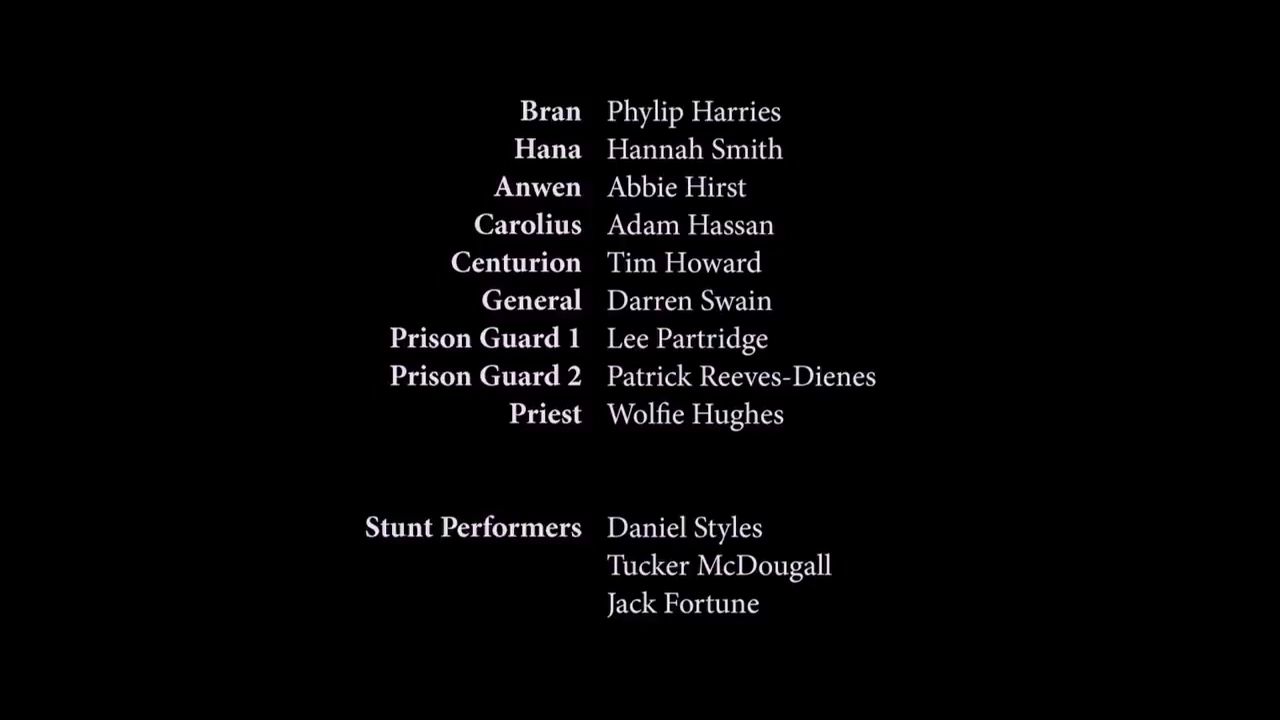 Bran Phylip Harries
Hana Hannah Smith
Anwen Abbie Hirst
Carolius Adam Hassan
Centurion Tim Howard
General Darren Swain
Prison Guard 1 Lee Partridge
Prison Guard 2 Patrick Reeves-Dienes
Priest Wolfie Hughes
Stunt Performers Daniel Styles
Tucker McDougall
Jack Fortune